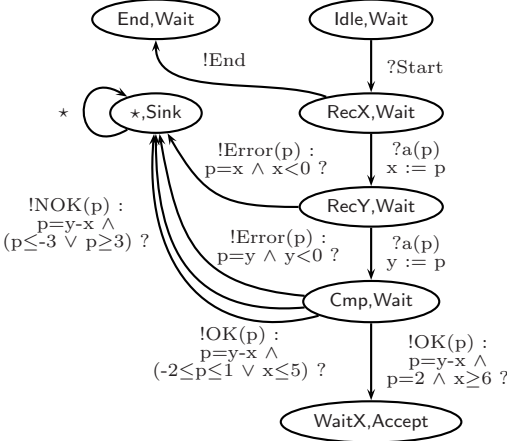 End,Wait
Idle,Wait
!End
?Start
⋆
⋆,Sink
RecX,Wait
!Error(p) :
p=x ∧ x<0 ?
?a(p)
x := p
!NOK(p) :
p=y-x ∧
(p≤-3 ∨ p≥3) ?
RecY,Wait
!Error(p) :
p=y ∧ y<0 ?
?a(p)
y := p
Cmp,Wait
!OK(p) :
p=y-x ∧
(-2≤p≤1 ∨ x≤5) ?
!OK(p) :
p=y-x ∧
p=2 ∧ x≥6 ?
WaitX,Accept